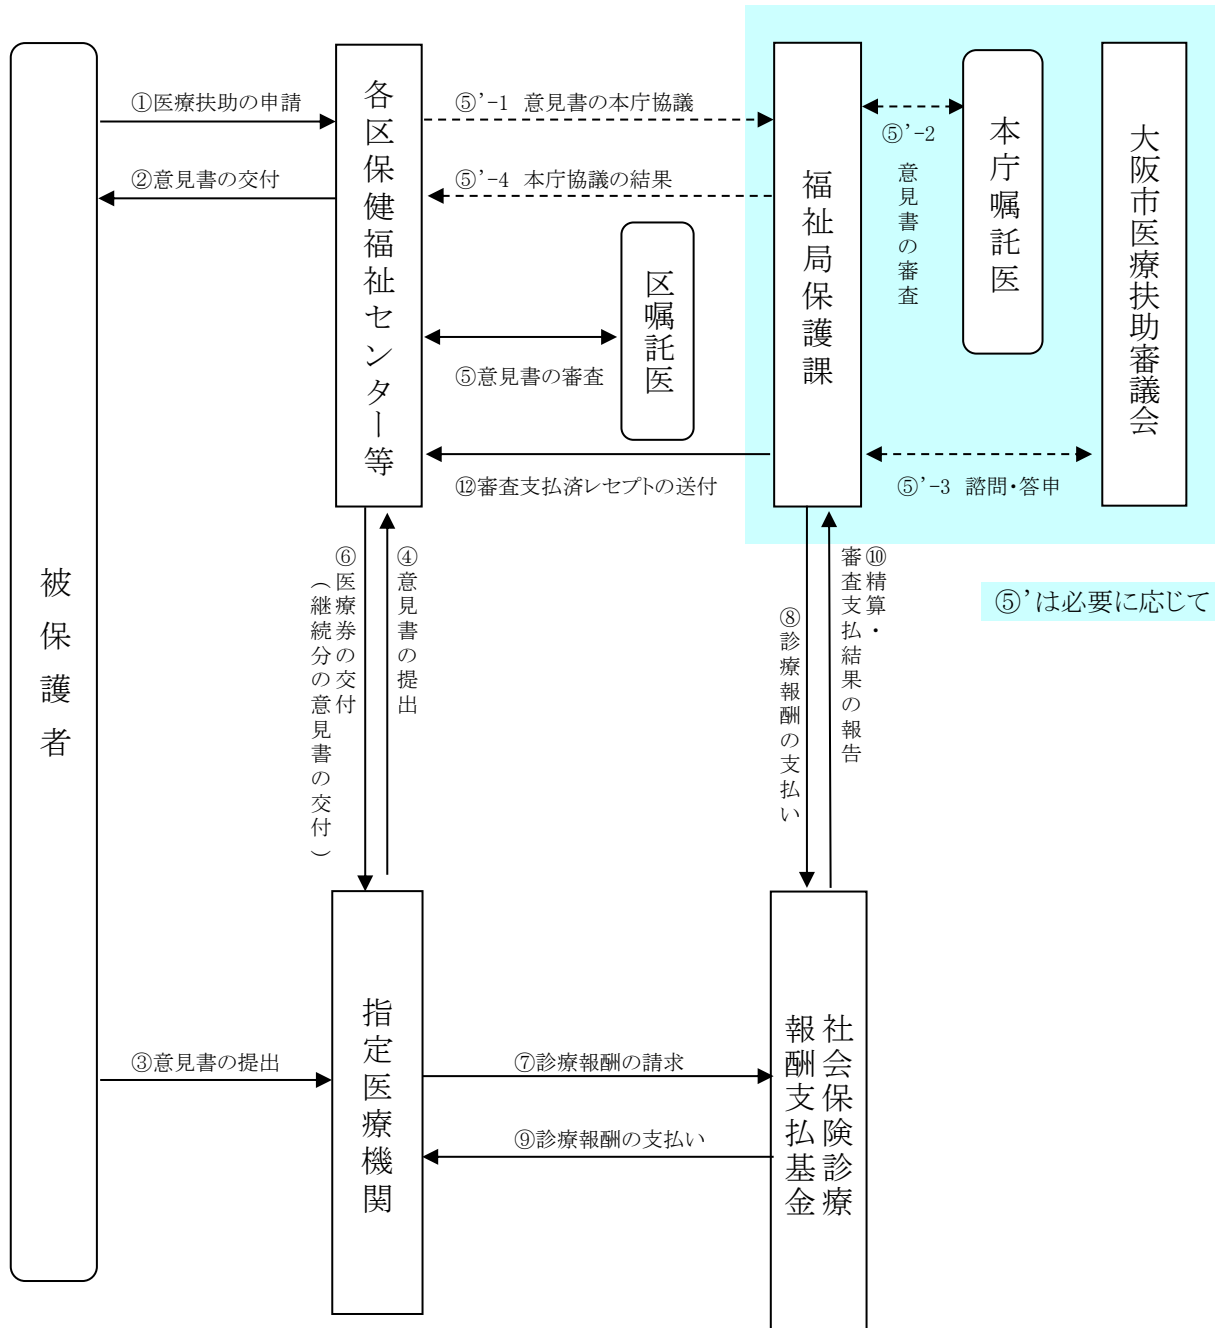 被保護者
①医療扶助の申請
②意見書の交付
各区保健福祉センター等
⑤’-1 意見書の本庁協議
⑤’-4 本庁協議の結果
区嘱託医
⑤意見書の審査
⑫審査支払済レセプトの送付
福祉局保護課
⑤’-2
意見書の審査
本庁嘱託医
大阪市医療扶助審議会
⑤’-3 諮問・答申
⑤’は必要に応じて
⑥医療券の交付
（継続分の意見書の交付）
④意見書の提出
⑧診療報酬の支払い
⑩精算・
審査支払結果の報告
③意見書の提出
指定医療機関
⑦診療報酬の請求
⑨診療報酬の支払い
社会保険診療
報酬支払基金